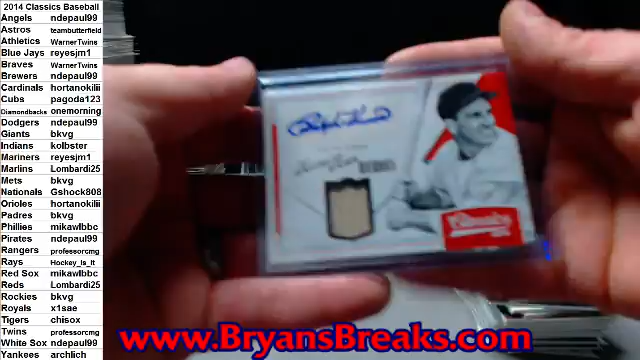 2014 Classics Baseball
Angels ndepaul99
Astros teambutterfield
Athletics WarnerTwins
Blue Jays reyesjm1
Braves WarnerTwins
Brewers ndepaul99
Cardinals hortanokilii
Cubs pagoda123
Diamondbacks onemorning
Dodgers ndepaul99
Giants bkvg
Indians kolbster
Mariners reyesjm1
Marlins Lombardi25
Mets bkvg
Nationals Gshock808
Orioles hortanokilii
Padres bkvg
Phillies mikawlbbc
Pirates ndepaul99
Rangers professorcmg
Rays Hockey_Is_It
Red Sox mikawlbbc
Reds Lombardi25
Rockies bkvg
Royals x1sae
Tigers chisox
Twins professorcmg
White Sox ndepaul99
Yankees archlich
Classics
www.BryansBreaks.com